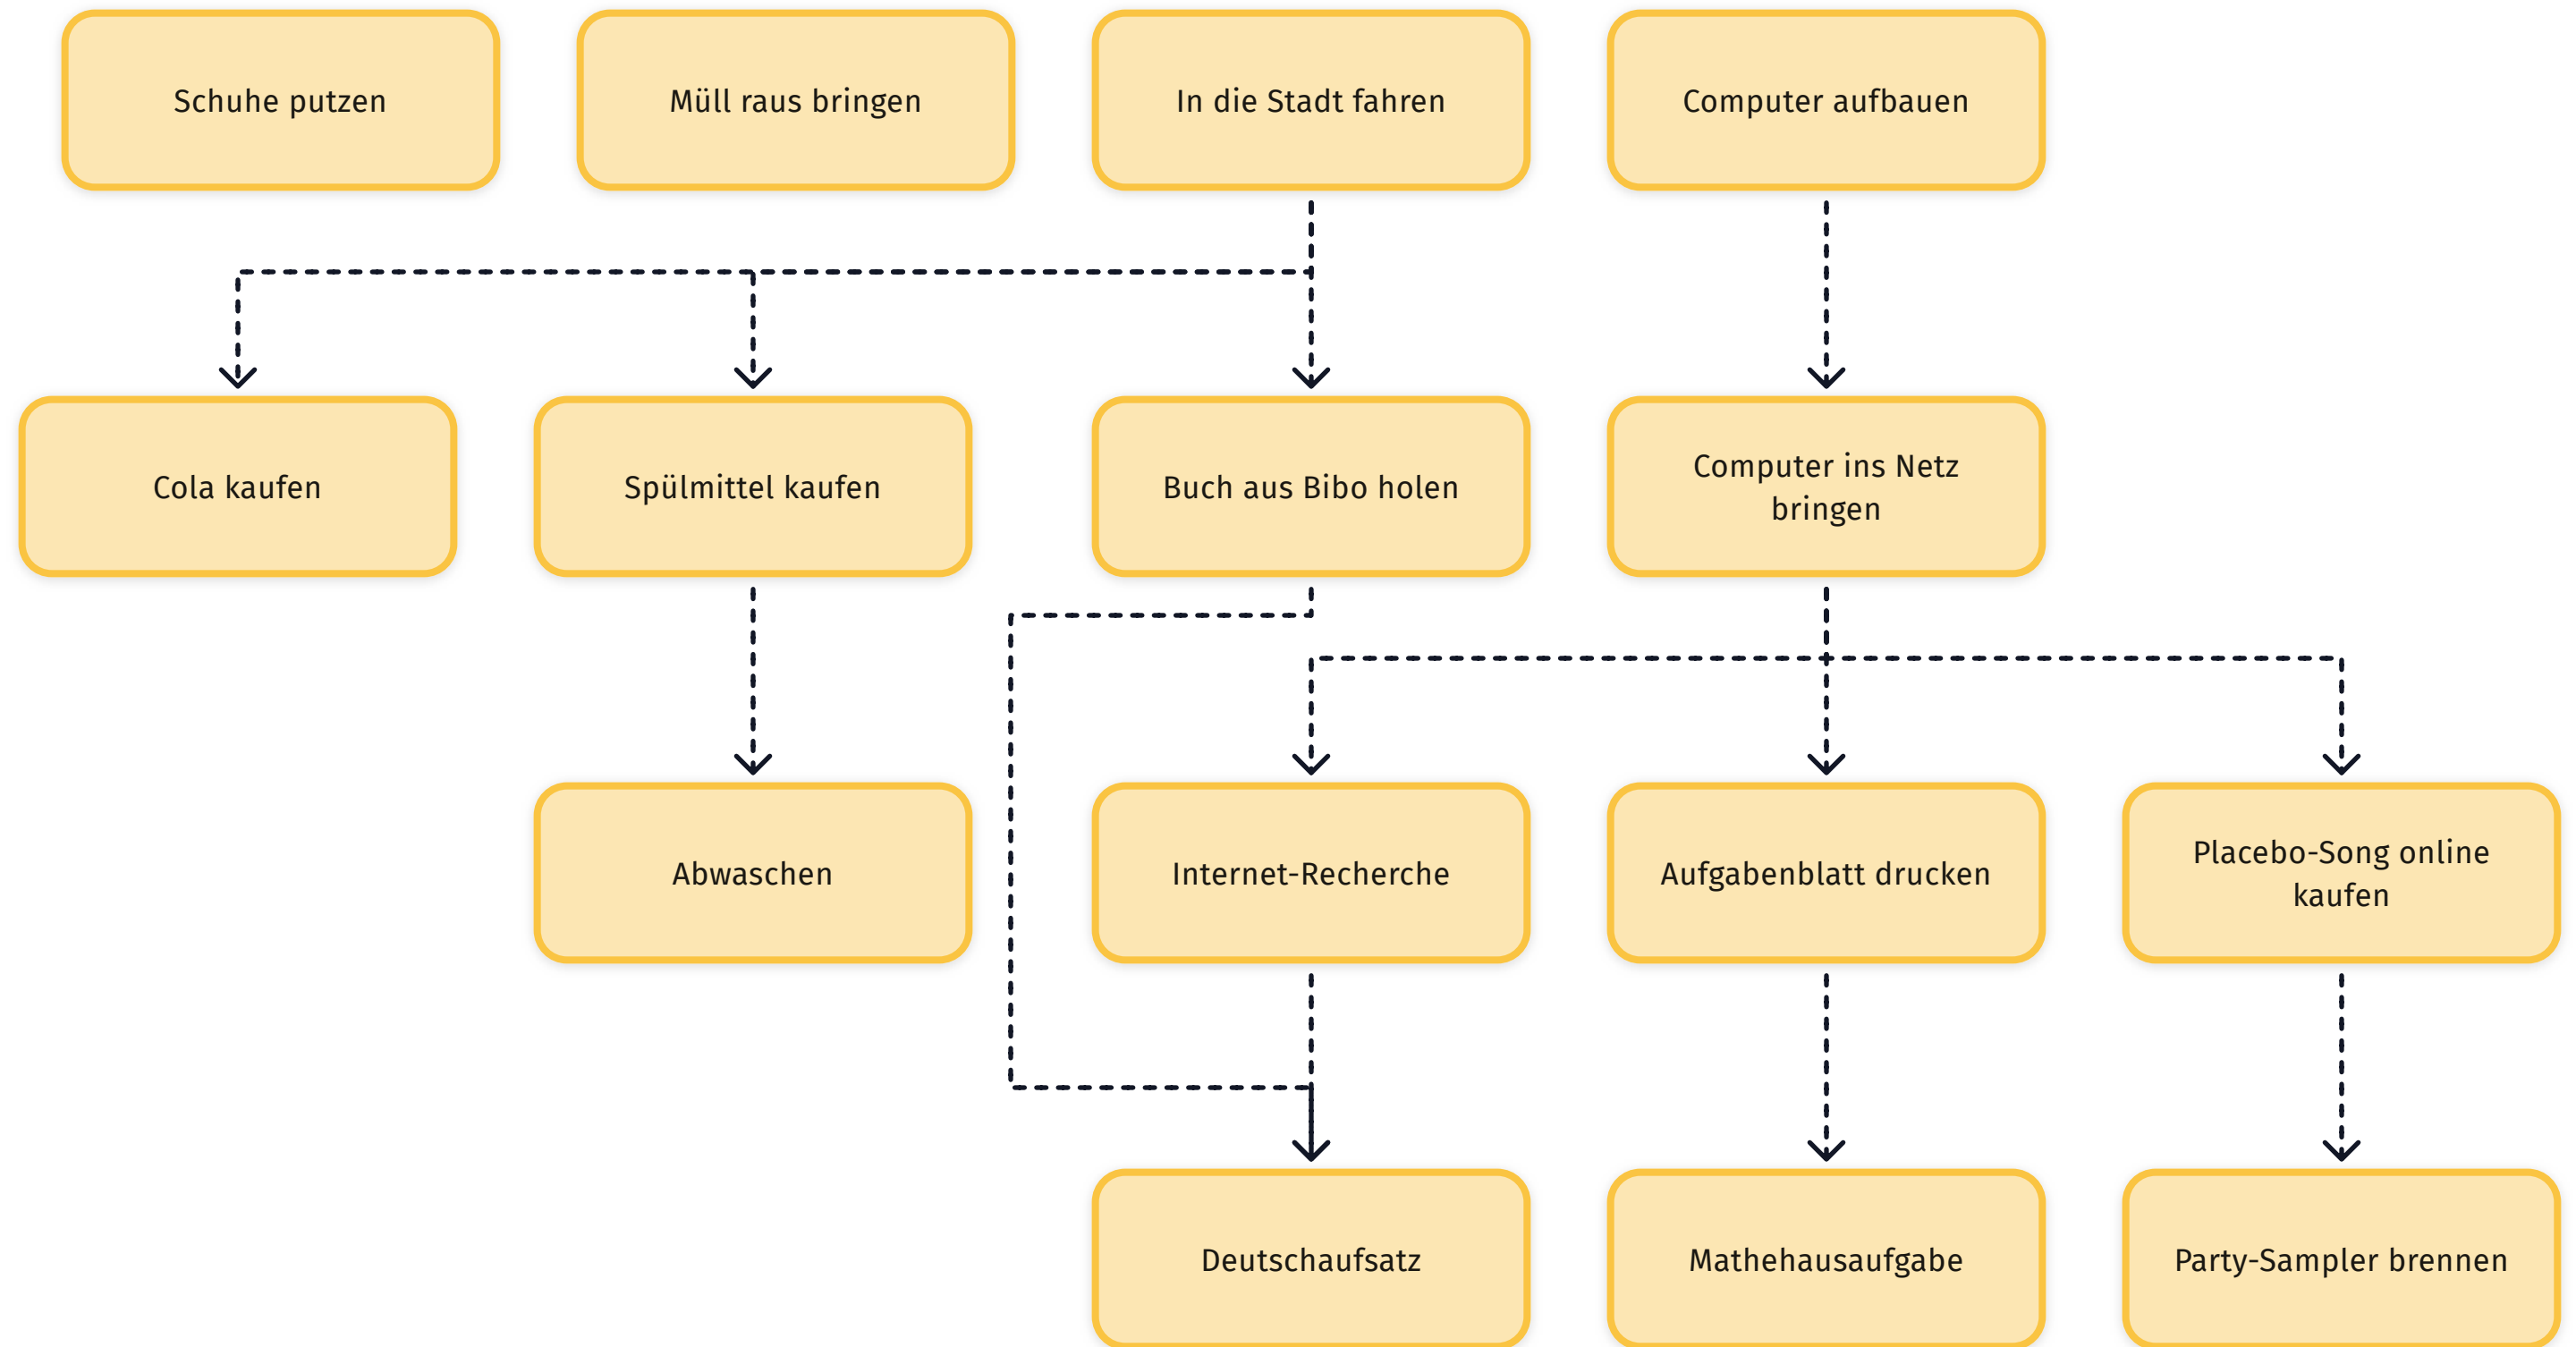 Schuhe putzen
Müll raus bringen
In die Stadt fahren
Computer aufbauen
Cola kaufen
Spülmittel kaufen
Buch aus Bibo holen
Computer ins Netz
bringen
Abwaschen
Internet-Recherche
Aufgabenblatt drucken
Placebo-Song online
kaufen
Deutschaufsatz
Mathehausaufgabe
Party-Sampler brennen